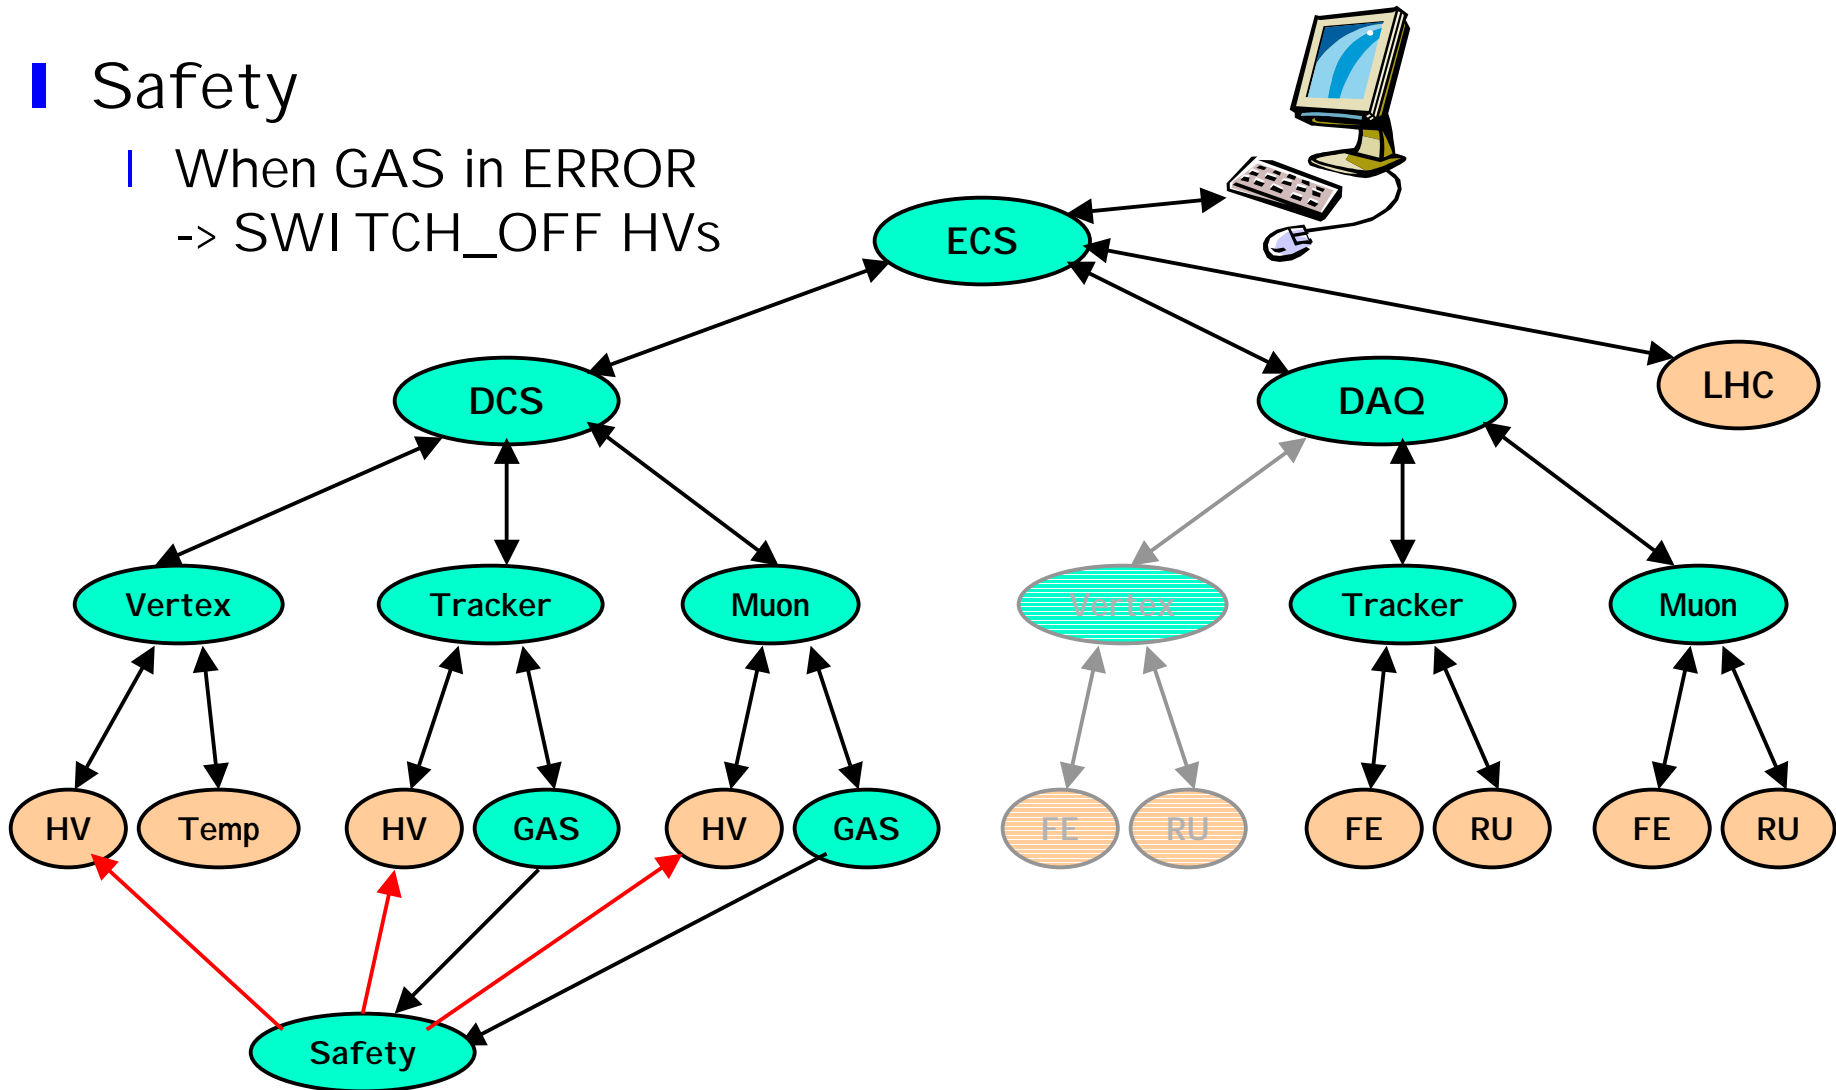 Safety
When GAS in ERROR
-> SWITCH_OFF HVs
ECS
DCS
DAQ
LHC
Vertex
Tracker
Muon
Vertex
Tracker
Muon
HV
Temp
HV
GAS
HV
GAS
FE
RU
FE
RU
FE
RU
Safety